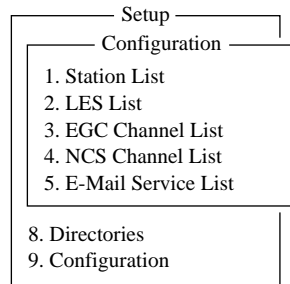 Setup
Configuration
1. Station List
2. LES List
3. EGC Channel List
4. NCS Channel List
5. E-Mail Service List
8. Directories
9. Configuration